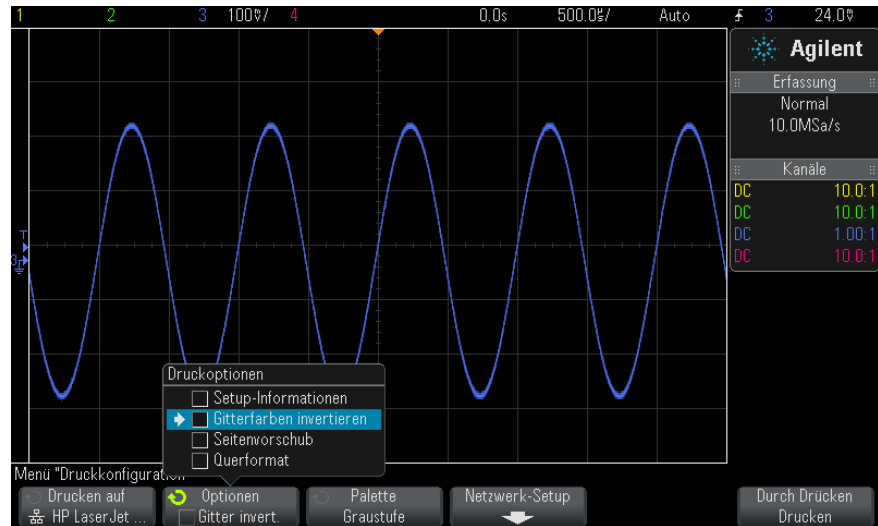 1 2 3 100V/ 4 0.0s 500.0µ/ Auto 3 24.0V
Agilent
Erfassung
Normal
10.0MSa/s
Kanäle
DC 10.0:1
DC 10.0:1
DC 1.00:1
DC 10.0:1
T
3
Druckoptionen
Setup-Informationen
Gitterfarben invertieren
Seitenvorschub
Querformat
Menü "Druckkonfiguration
Drucken auf
HP LaserJet ...
Optionen
Gitter invert.
Palette
Graustufe
Netzwerk-Setup
Durch Drücken
Drucken